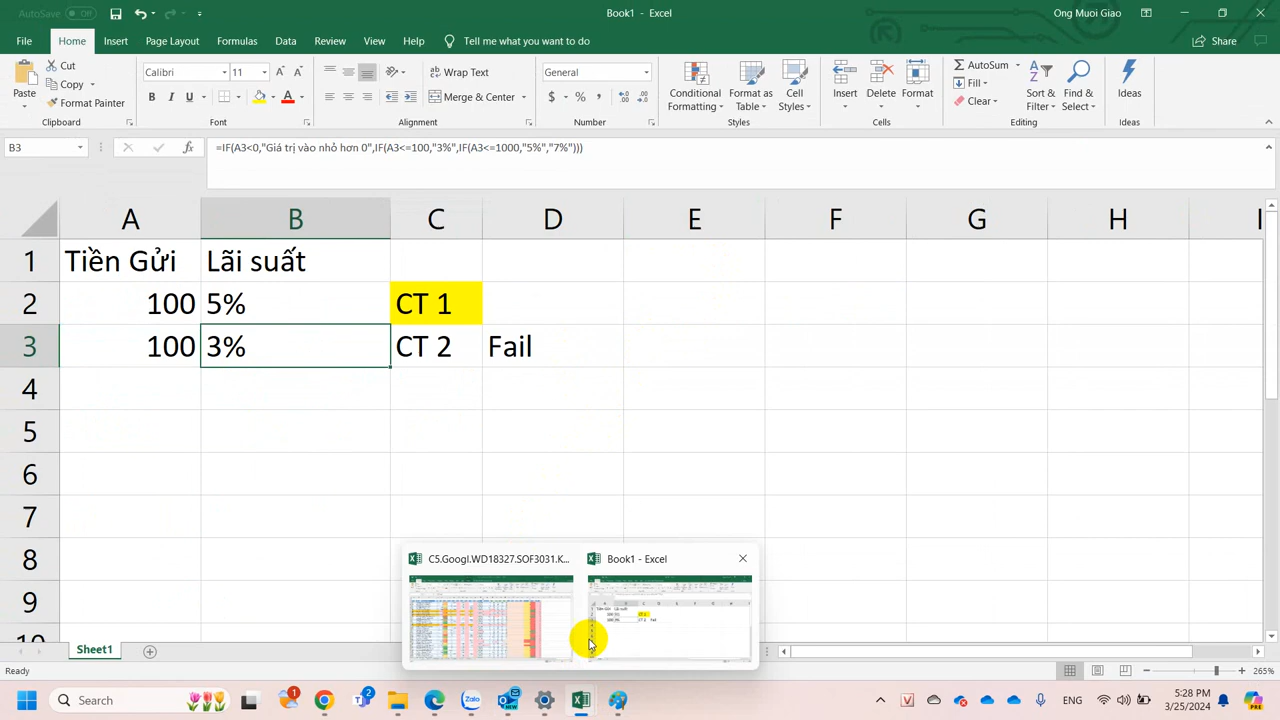 AutoSave Off
Book1 - Excel
Ong Muoi Giao
File Home Insert Page Layout Formulas Data Review View Help Tell me what you want to do Share
Paste
Cut
Copy
Format Painter
Calibri 11
B I U
Wrap Text
Merge & Center
General
$ % ,
Conditional Formatting
Format as Table
Cell Styles
Insert
Delete
Format
AutoSum
Fill
Clear
Sort & Filter
Find & Select
Ideas
Clipboard Font Alignment Number Styles Cells Editing Ideas
B3
fx
=IF(A3<0,"Giá trị vào nhỏ hơn 0",IF(A3<=100,"3%",IF(A3<=1000,"5%","7%")))
A B C D E F G H I
1 Tiền Gửi Lãi suất
2 100 5% CT 1
3 100 3% CT 2 Fail
4
5
6
7
8
9
10
C5.Googl.WD18327.SOF3031.K...
Book1 - Excel
Sheet1
Ready
265%
Search
1
2
NEW
ENG
5:28 PM
3/25/2024
PRE